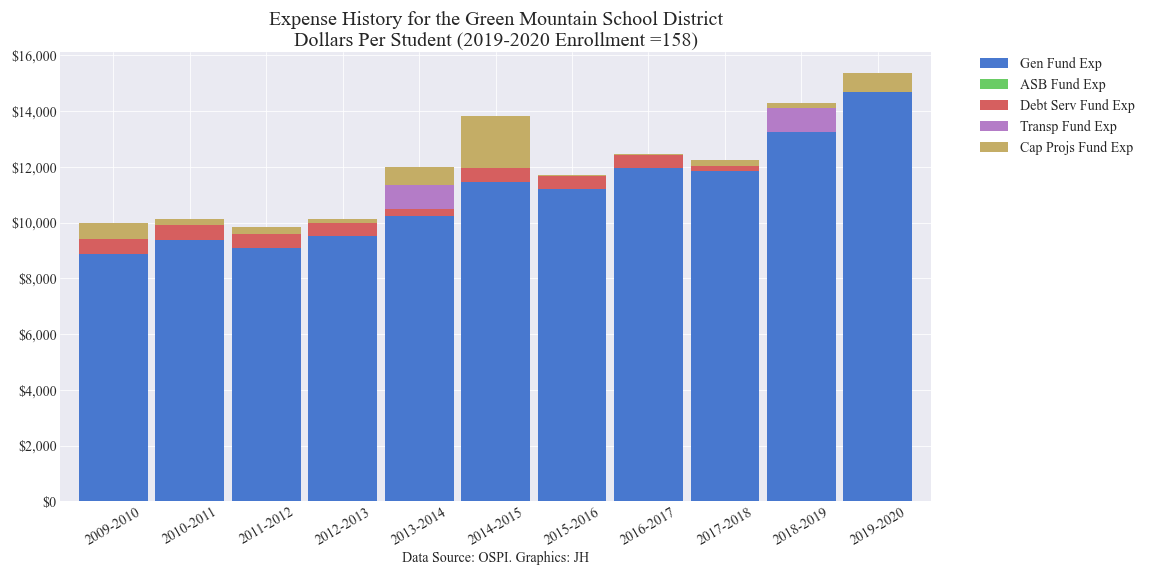 Expense History for the Green Mountain School District
Dollars Per Student (2019-2020 Enrollment =158)
$16,000
$14,000
$12,000
$10,000
$8,000
$6,000
$4,000
$2,000
$0
2009-2010
2010-2011
2011-2012
2012-2013
2013-2014
2014-2015
2015-2016
2016-2017
2017-2018
2018-2019
2019-2020
Data Source: OSPI. Graphics: JH
Gen Fund Exp
ASB Fund Exp
Debt Serv Fund Exp
Transp Fund Exp
Cap Projs Fund Exp